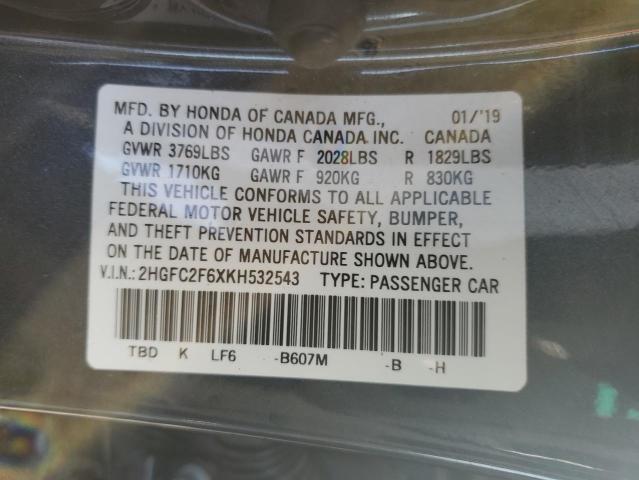 MFD. BY HONDA OF CANADA MFG., 01/'19
A DIVISION OF HONDA CANADA INC. CANADA
GVWR 3769LBS GAWR F 2028LBS R 1829LBS
GVWR 1710KG GAWR F 920KG R 830KG
THIS VEHICLE CONFORMS TO ALL APPLICABLE
FEDERAL MOTOR VEHICLE SAFETY, BUMPER,
AND THEFT PREVENTION STANDARDS IN EFFECT
ON THE DATE OF MANUFACTURE SHOWN ABOVE.
V.I.N.: 2HGFC2F6XKH532543 TYPE: PASSENGER CAR
TBD K LF6 -B607M -B -H